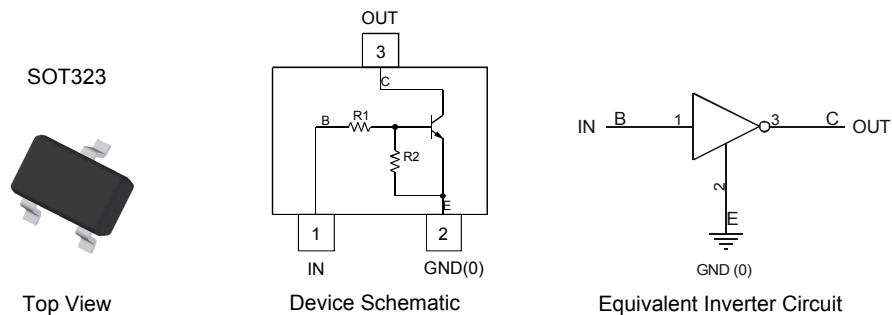 SOT323
Top View
OUT
3
C
B
R1
R2
E
1
2
IN
GND(0)
Device Schematic
IN
B
1
3
C
OUT
2
E
GND (0)
Equivalent Inverter Circuit